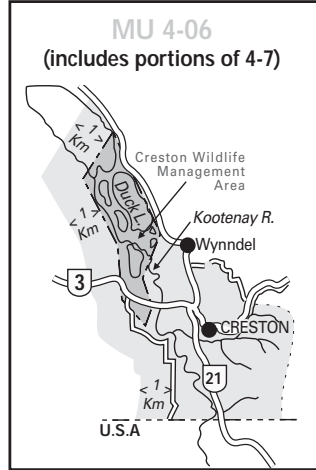 MU 4-06
(includes portions of 4-7)
< 1 >
Km
Creston Wildlife
Management
Area
Duck L.
Kootenay R.
< 1 >
Km
Wynndel
3
CRESTON
21
< 1
Km
U.S.A